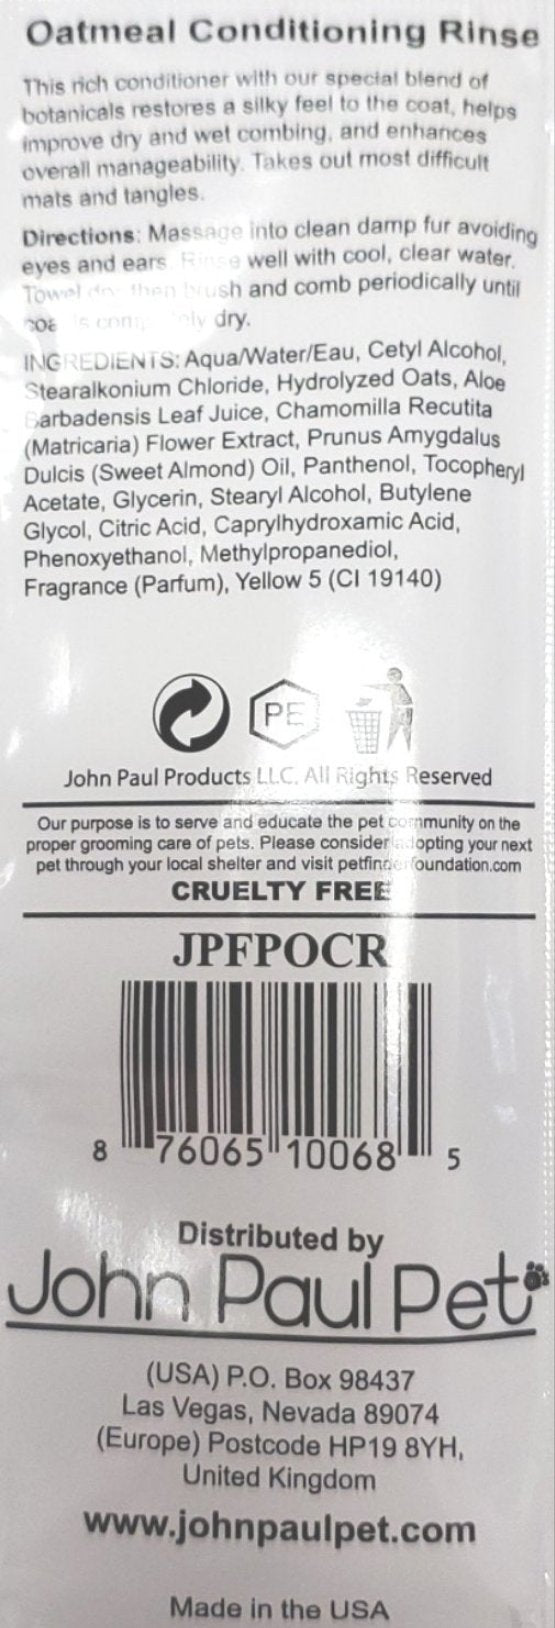 Oatmeal Conditioning Rinse
This rich conditioner with our special blend of
botanicals restores a silky feel to the coat, helps
improve dry and wet combing, and enhances
overall manageability. Takes out most difficult
mats and tangles.
Directions: Massage into clean damp fur avoiding
eyes and ears. Rinse well with cool, clear water.
Towel dry then brush and comb periodically until
coat is completely dry.
INGREDIENTS: Aqua/Water/Eau, Cetyl Alcohol,
Stearalkonium Chloride, Hydrolyzed Oats, Aloe
Barbadensis Leaf Juice, Chamomilla Recutita
(Matricaria) Flower Extract, Prunus Amygdalus
Dulcis (Sweet Almond) Oil, Panthenol, Tocopheryl
Acetate, Glycerin, Stearyl Alcohol, Butylene
Glycol, Citric Acid, Caprylhydroxamic Acid,
Phenoxyethanol, Methylpropanediol,
Fragrance (Parfum), Yellow 5 (CI 19140)
PE
John Paul Products LLC. All Rights Reserved
Our purpose is to serve and educate the pet community on the
proper grooming care of pets. Please consider adopting your next
pet through your local shelter and visit petfinderfoundation.com
CRUELTY FREE
JPFPOCR
8 76065 10068 5
Distributed by
John Paul Pet
(USA) P.O. Box 98437
Las Vegas, Nevada 89074
(Europe) Postcode HP19 8YH,
United Kingdom
www.johnpaulpet.com
Made in the USA